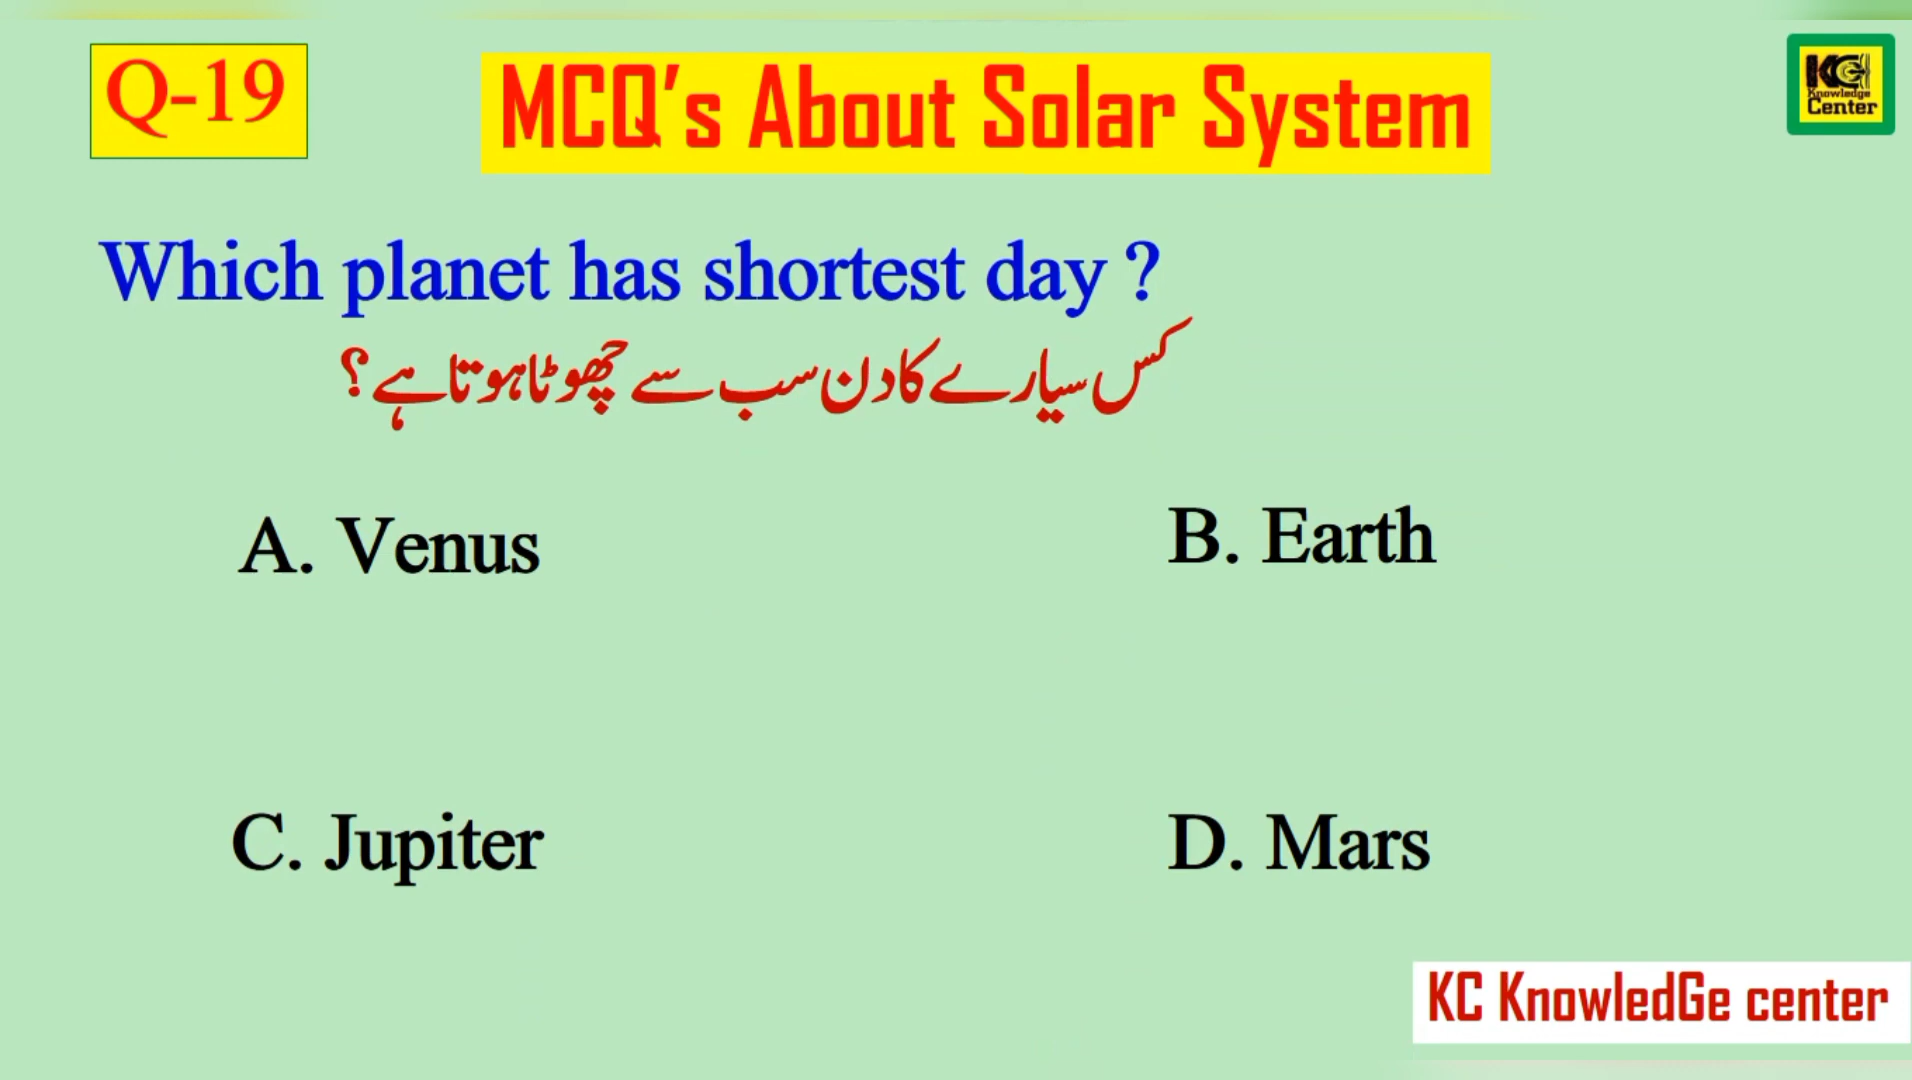 Q-19
MCQ's About Solar System
KC
Knowledge
Center
Which planet has shortest day ?
کس سیارے کا دن سب سے چھوٹا ہوتا ہے ؟
A. Venus
B. Earth
C. Jupiter
D. Mars
KC KnowledGe center